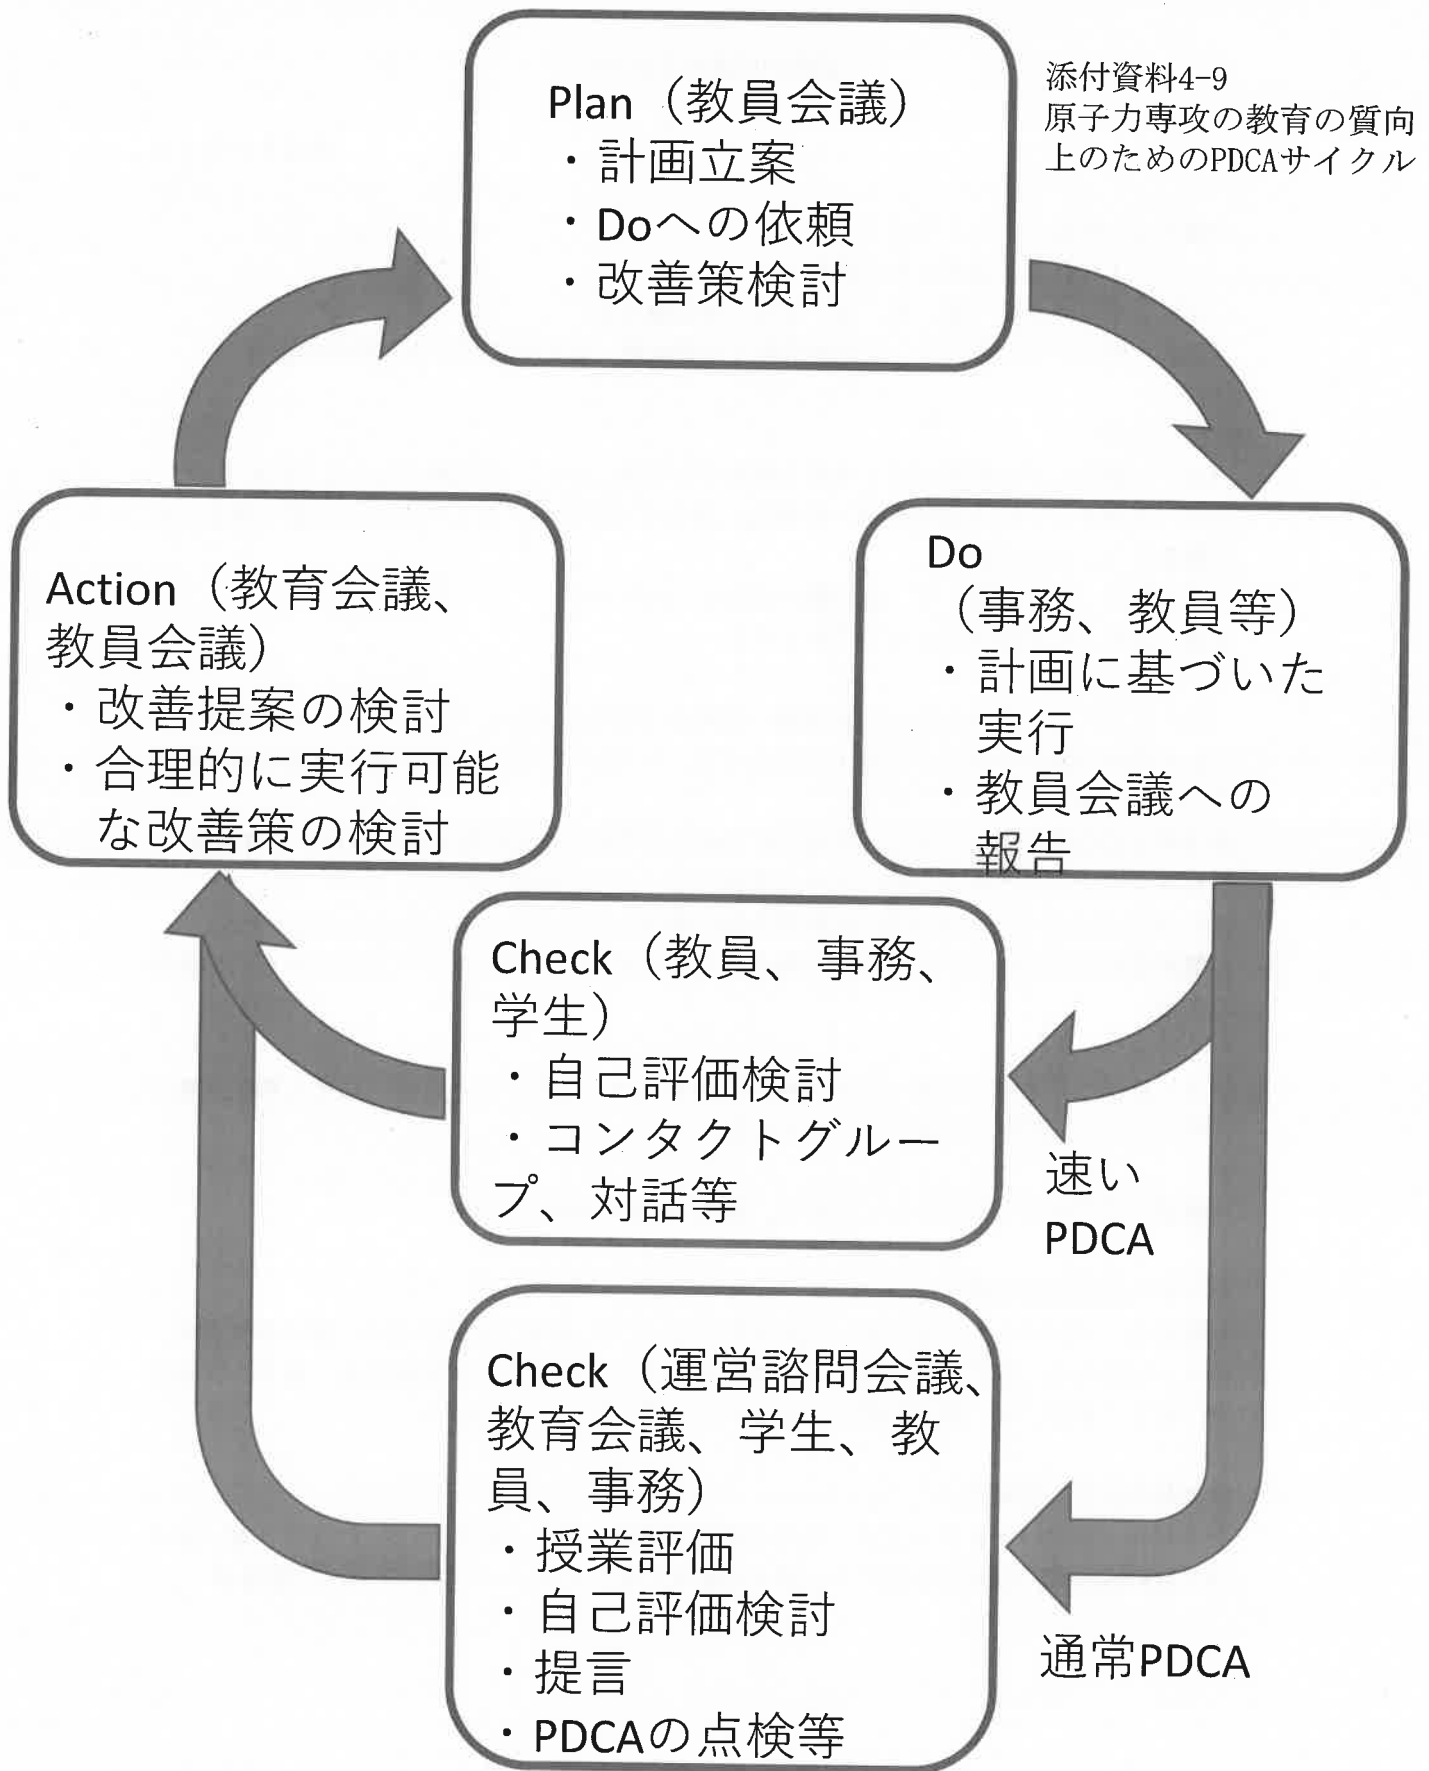 添付資料4-9
原子力専攻の教育の質向
上のためのPDCAサイクル
Plan（教員会議）
・計画立案
・Doへの依頼
・改善策検討
Do
（事務、教員等）
・計画に基づいた
実行
・教員会議への
報告
Action（教育会議、
教員会議）
・改善提案の検討
・合理的に実行可能
な改善策の検討
Check（教員、事務、
学生）
・自己評価検討
・コンタクトグルー
プ、対話等
速い
PDCA
Check（運営諮問会議、
教育会議、学生、教
員、事務）
・授業評価
・自己評価検討
・提言
・PDCAの点検等
通常PDCA